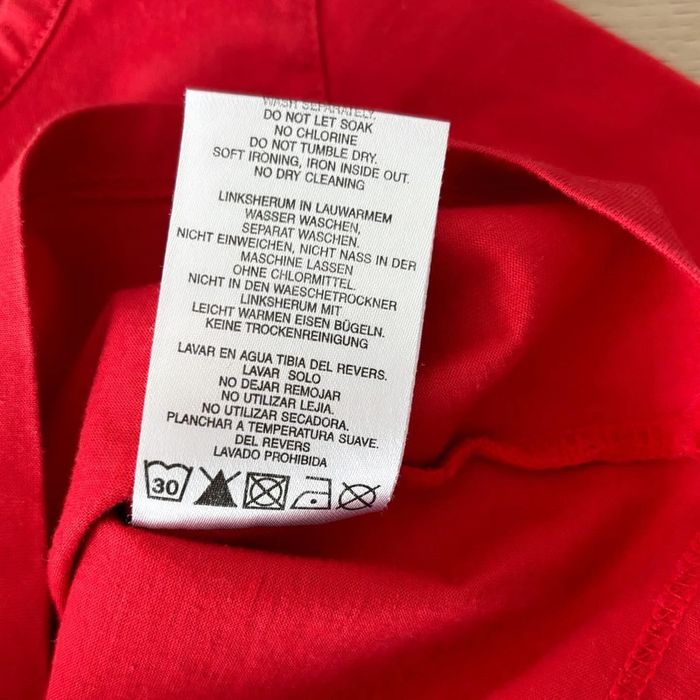 WASH SEPARATELY.
DO NOT LET SOAK
NO CHLORINE
DO NOT TUMBLE DRY.
SOFT IRONING, IRON INSIDE OUT.
NO DRY CLEANING
LINKSHERUM IN LAUWARMEM
WASSER WASCHEN,
SEPARAT WASCHEN.
NICHT EINWEICHEN, NICHT NASS IN DER
MASCHINE LASSEN
OHNE CHLORMITTEL.
NICHT IN DEN WAESCHETROCKNER
LINKSHERUM MIT
LEICHT WARMEN EISEN BÜGELN.
KEINE TROCKENREINIGUNG
LAVAR EN AGUA TIBIA DEL REVERS.
LAVAR SOLO
NO DEJAR REMOJAR
NO UTILIZAR LEJIA.
NO UTILIZAR SECADORA.
PLANCHAR A TEMPERATURA SUAVE.
DEL REVERS
LAVADO PROHIBIDA
30